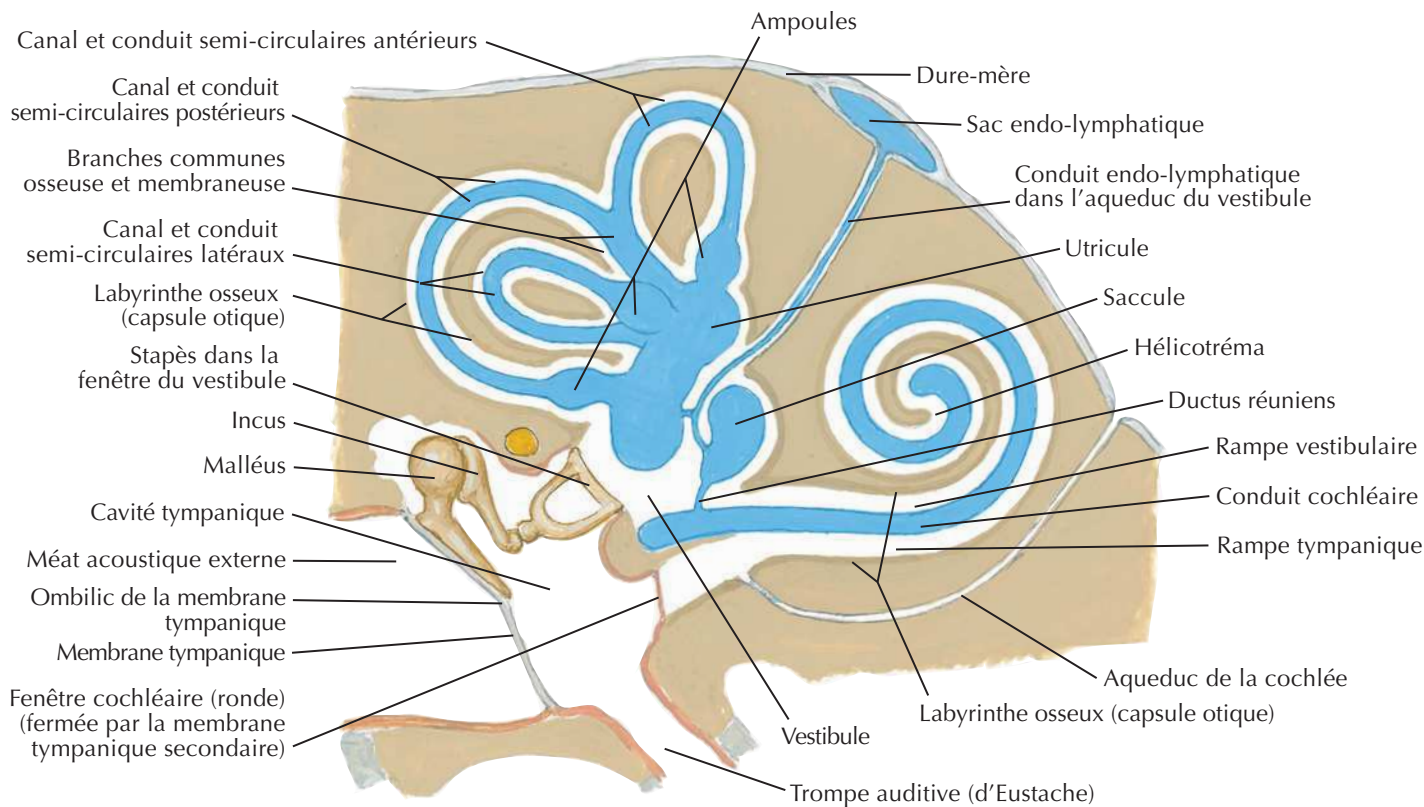 Canal et conduit semi-circulaires antérieurs
Canal et conduit
semi-circulaires postérieurs
Branches communes
osseuse et membraneuse
Canal et conduit
semi-circulaires latéraux
Labyrinthe osseux
(capsule otique)
Stapès dans la
fenêtre du vestibule
Incus
Malléus
Cavité tympanique
Méat acoustique externe
Ombilic de la membrane
tympanique
Membrane tympanique
Fenêtre cochléaire (ronde)
(fermée par la membrane
tympanique secondaire)
Ampoules
Dure-mère
Sac endo-lymphatique
Conduit endo-lymphatique
dans l’aqueduc du vestibule
Utricule
Saccule
Hélicotréma
Ductus réuniens
Rampe vestibulaire
Conduit cochléaire
Rampe tympanique
Aqueduc de la cochlée
Labyrinthe osseux (capsule otique)
Vestibule
Trompe auditive (d’Eustache)